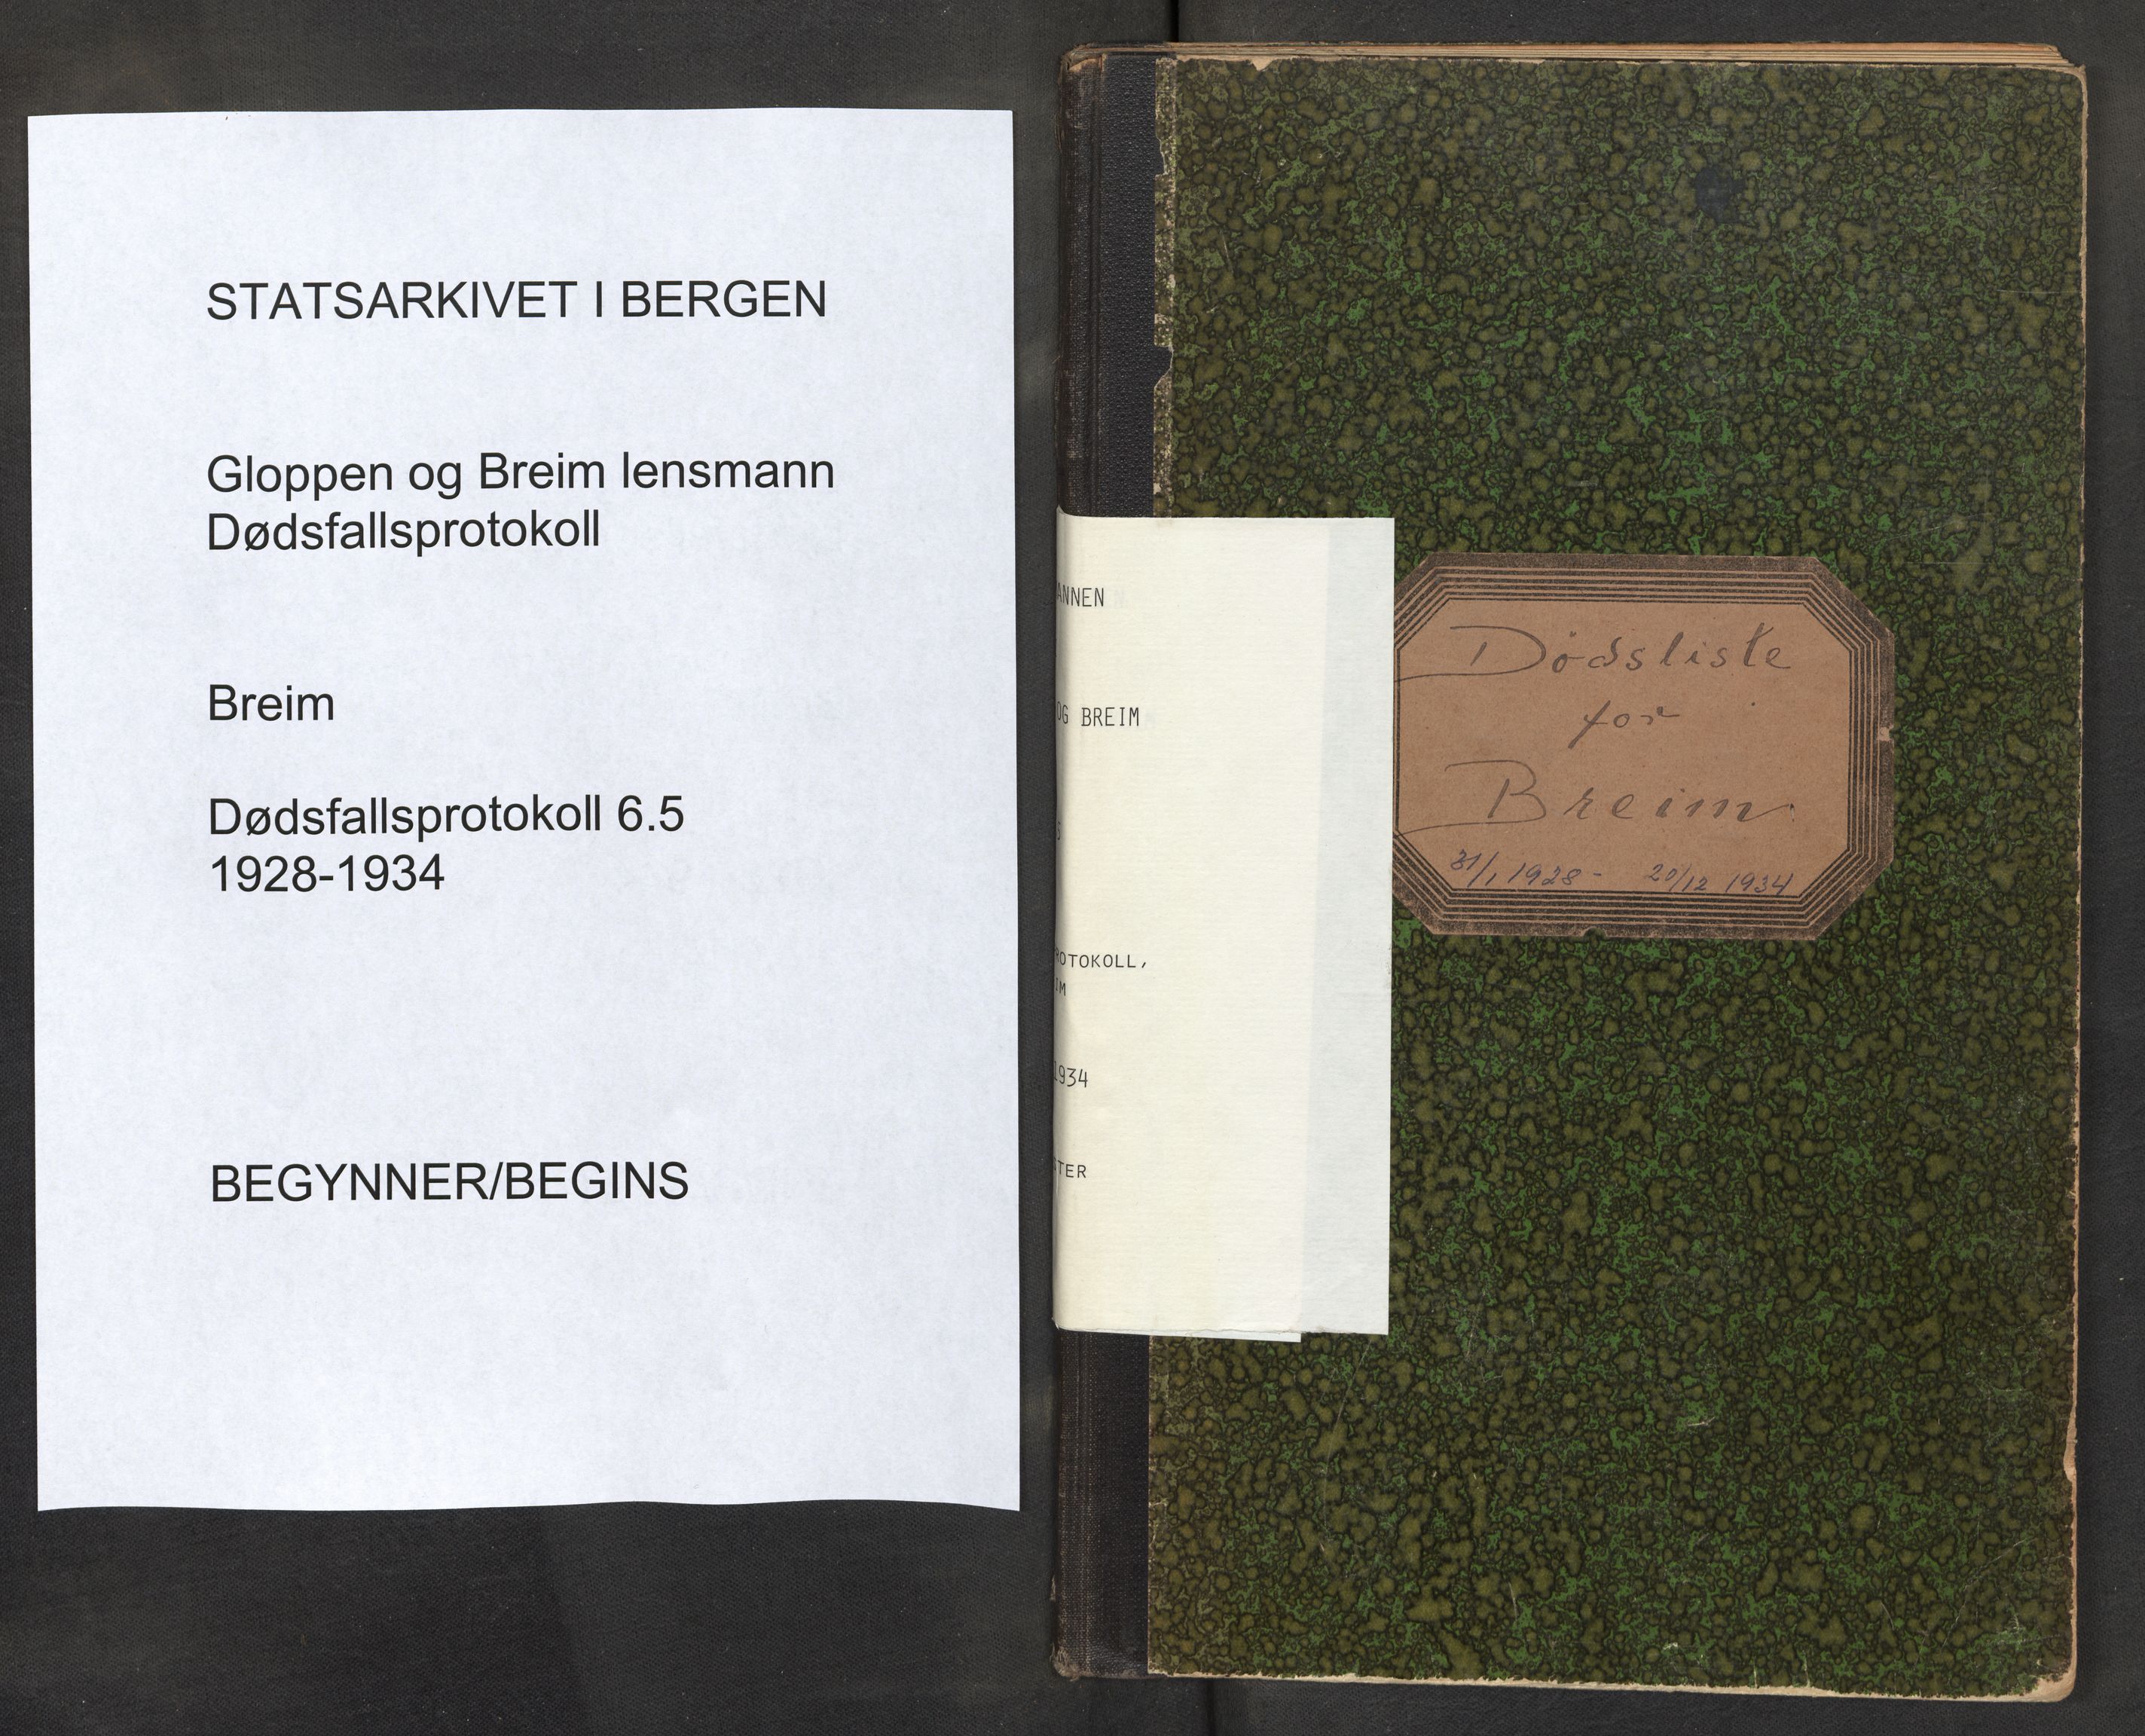 STATSARKIVET I BERGEN
Gloppen og Breim lensmann
Dødsfallsprotokoll
Breim
Dødsfallsprotokoll 6.5
1928-1934
BEGYNNER/BEGINS
ANNEN
OG BREIM
S
ROTOKOLL,
IM
1934
TER
Dødsliste
for
Breim
31/1 1928 - 20/12 1934